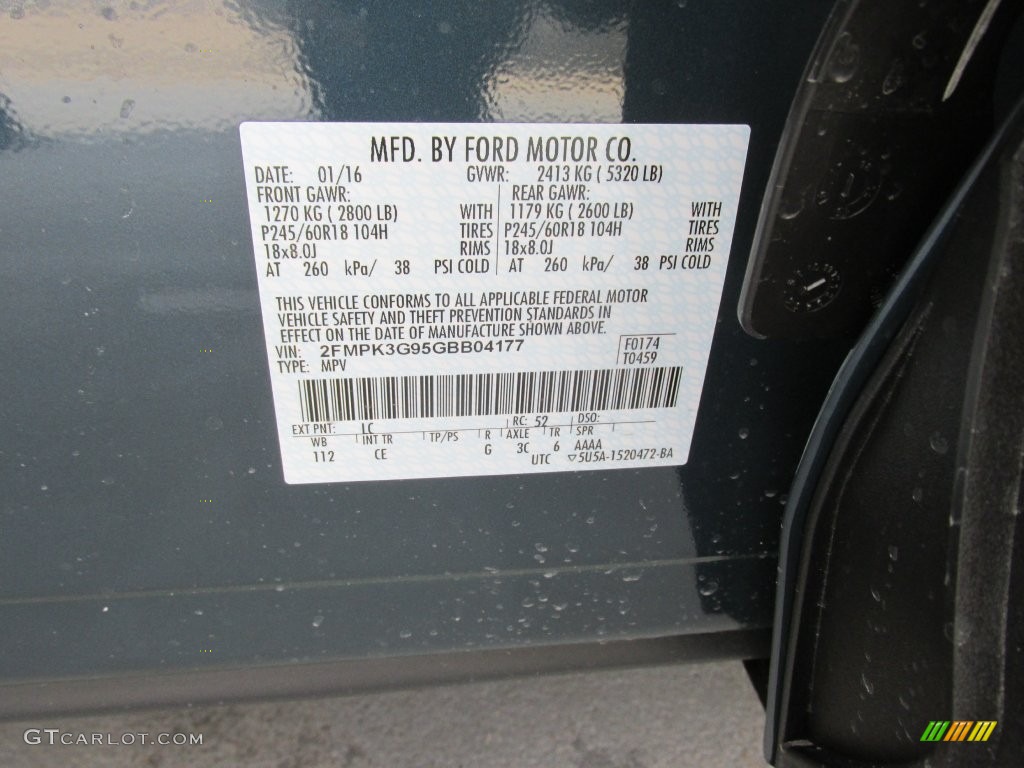 MFD. BY FORD MOTOR CO.
DATE: 01/16 GVWR: 2413 KG ( 5320 LB)
FRONT GAWR: REAR GAWR:
1270 KG ( 2800 LB) WITH 1179 KG ( 2600 LB) WITH
P245/60R18 104H TIRES P245/60R18 104H TIRES
18x8.0J RIMS 18x8.0J RIMS
AT 260 kPa/ 38 PSI COLD AT 260 kPa/ 38 PSI COLD
THIS VEHICLE CONFORMS TO ALL APPLICABLE FEDERAL MOTOR
VEHICLE SAFETY AND THEFT PREVENTION STANDARDS IN
EFFECT ON THE DATE OF MANUFACTURE SHOWN ABOVE.
VIN: 2FMPK3G95GBB04177 F0174
TYPE: MPV T0459
EXT PNT: LC RC: 52 DSO:
WB INT TR TP/PS R AXLE TR SPR
112 CE G 3C 6 AAAA
UTC ▽5U5A-1520472-BA
GTCARLOT.COM